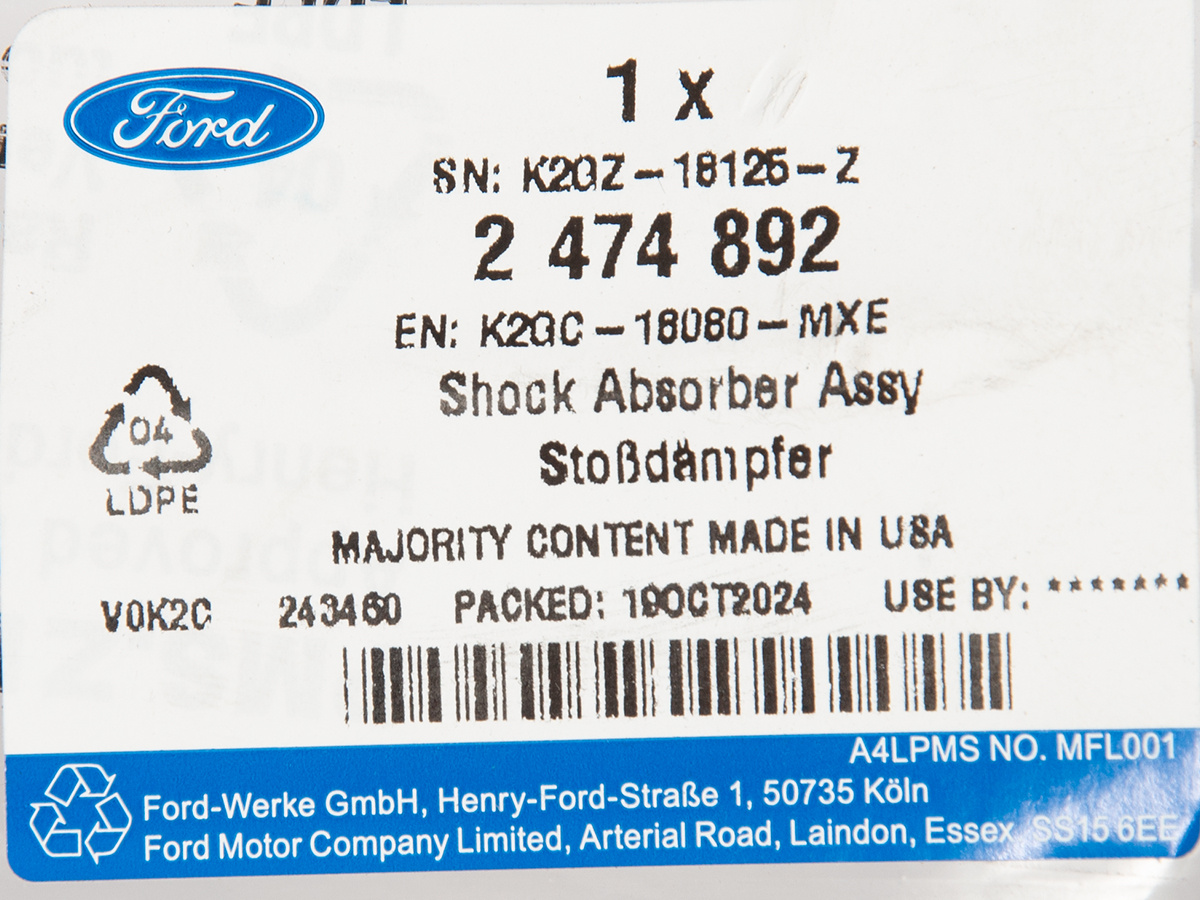 Ford
1 x
SN: K2GZ-18125-Z
2 474 892
EN: K2GC-18080-MXE
Shock Absorber Assy
Stoßdämpfer
04
LDPE
MAJORITY CONTENT MADE IN USA
V0K2C 243460 PACKED: 19OCT2024 USE BY: *******
A4LPMS NO. MFL001
Ford-Werke GmbH, Henry-Ford-Straße 1, 50735 Köln
Ford Motor Company Limited, Arterial Road, Laindon, Essex SS15 6EE